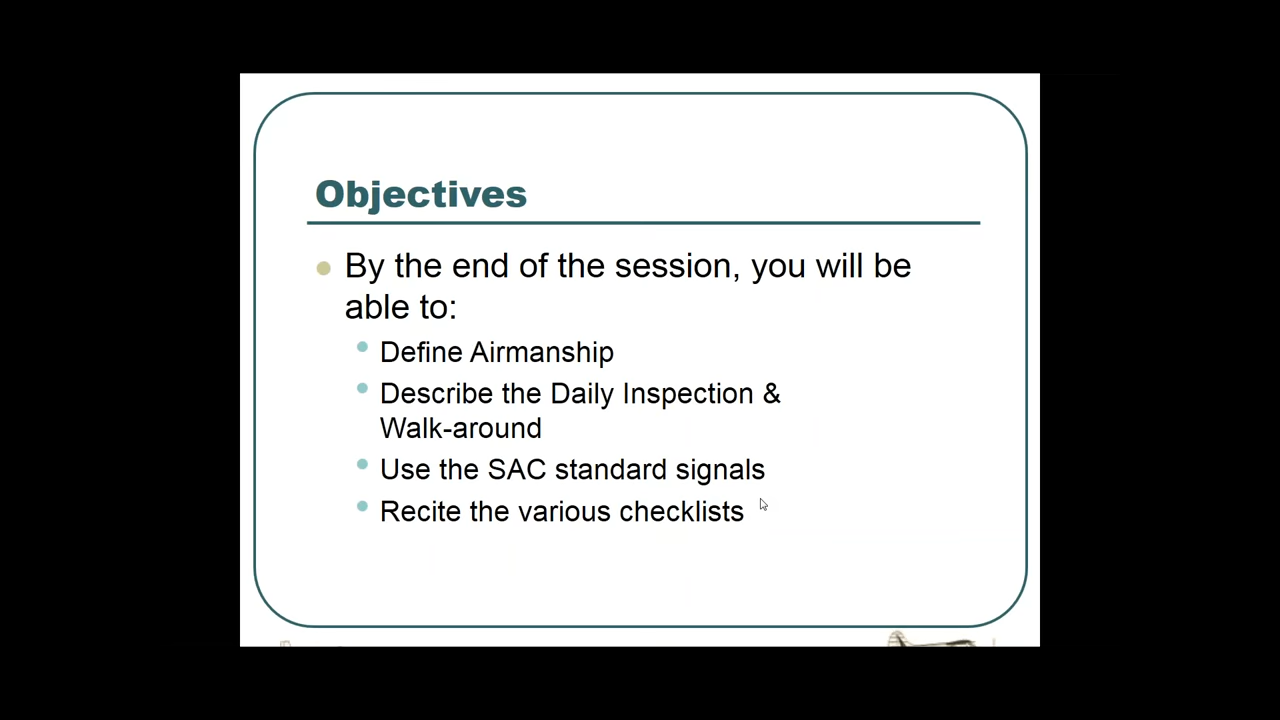 Objectives
By the end of the session, you will be
able to:
Define Airmanship
Describe the Daily Inspection &
Walk-around
Use the SAC standard signals
Recite the various checklists